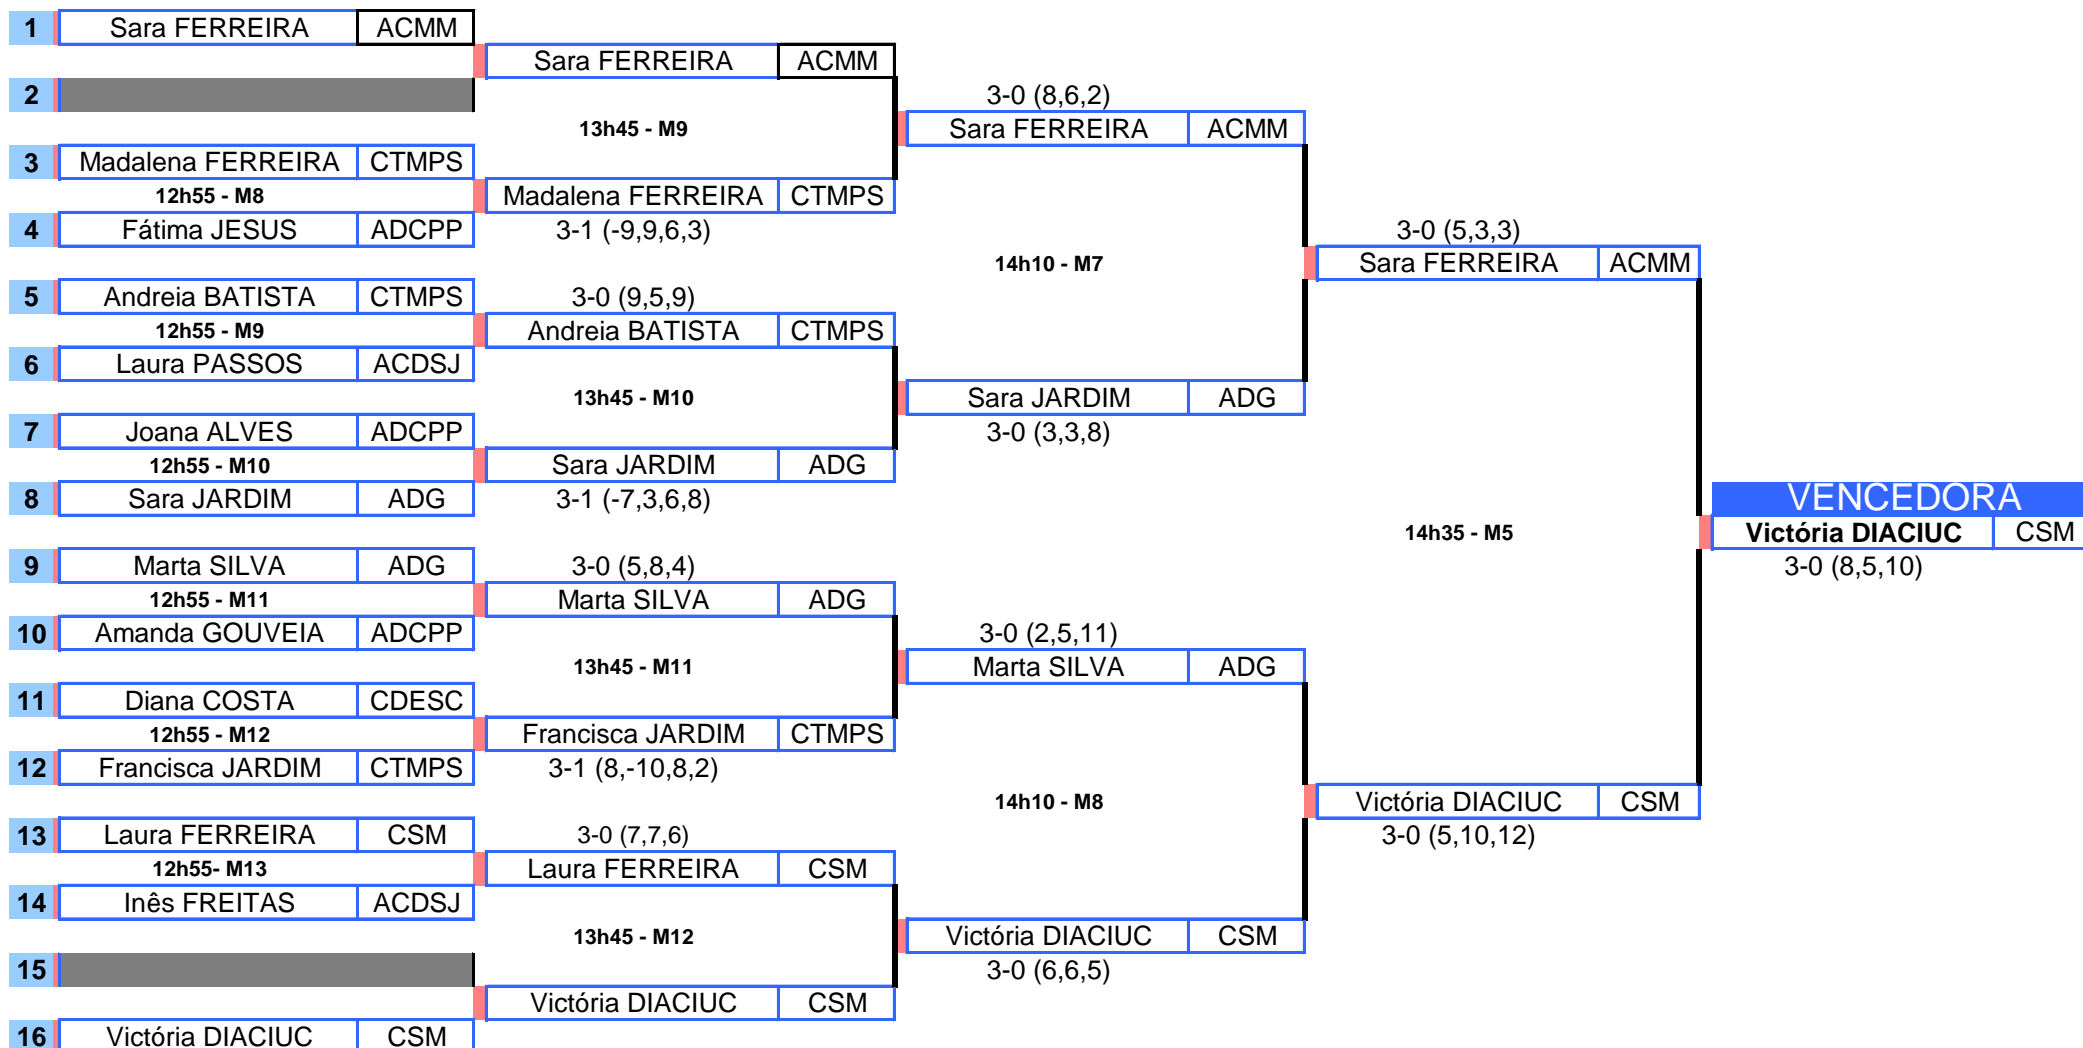 1 Sara FERREIRA ACMM
Sara FERREIRA ACMM
2 3-0 (8,6,2)
13h45 - M9 Sara FERREIRA ACMM
3 Madalena FERREIRA CTMPS
12h55 - M8 Madalena FERREIRA CTMPS
4 Fátima JESUS ADCPP 3-1 (-9,9,6,3) 3-0 (5,3,3)
14h10 - M7 Sara FERREIRA ACMM
5 Andreia BATISTA CTMPS 3-0 (9,5,9)
12h55 - M9 Andreia BATISTA CTMPS
6 Laura PASSOS ACDSJ
13h45 - M10 Sara JARDIM ADG
7 Joana ALVES ADCPP 3-0 (3,3,8)
12h55 - M10 Sara JARDIM ADG
8 Sara JARDIM ADG 3-1 (-7,3,6,8) VENCEDORA
14h35 - M5 Victória DIACIUC CSM
9 Marta SILVA ADG 3-0 (5,8,4) 3-0 (8,5,10)
12h55 - M11 Marta SILVA ADG
10 Amanda GOUVEIA ADCPP 3-0 (2,5,11)
13h45 - M11 Marta SILVA ADG
11 Diana COSTA CDESC
12h55 - M12 Francisca JARDIM CTMPS
12 Francisca JARDIM CTMPS 3-1 (8,-10,8,2)
14h10 - M8 Victória DIACIUC CSM
13 Laura FERREIRA CSM 3-0 (7,7,6) 3-0 (5,10,12)
12h55- M13 Laura FERREIRA CSM
14 Inês FREITAS ACDSJ
13h45 - M12 Victória DIACIUC CSM
15 3-0 (6,6,5)
Victória DIACIUC CSM
16 Victória DIACIUC CSM